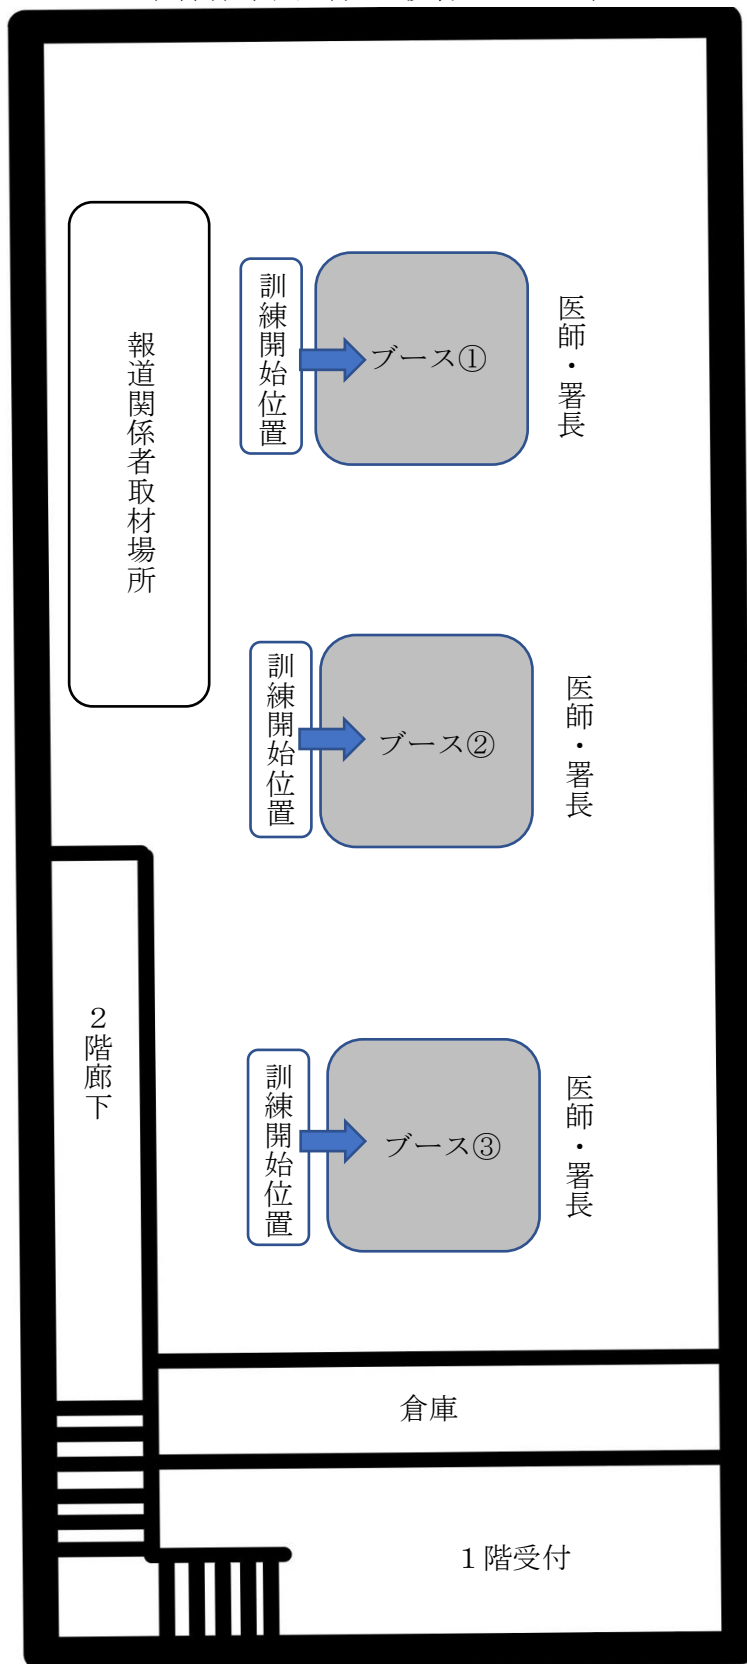 報道関係者取材場所
訓練開始位置
ブース①
医師・署長
訓練開始位置
ブース②
医師・署長
２階廊下
訓練開始位置
ブース③
医師・署長
倉庫
１階受付